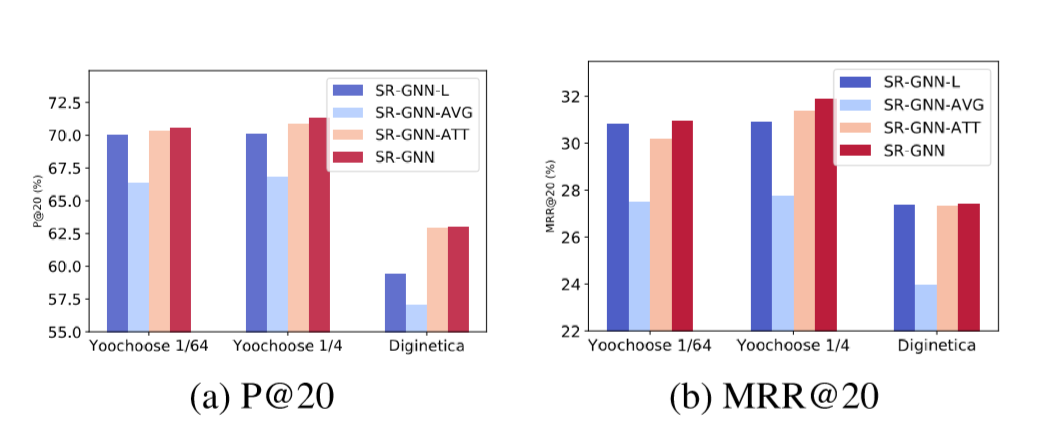 SR-GNN-L
SR-GNN-AVG
SR-GNN-ATT
SR-GNN
P@20 (%)
72.5
70.0
67.5
65.0
62.5
60.0
57.5
55.0
Yoochoose 1/64 Yoochoose 1/4 Diginetica
(a) P@20
SR-GNN-L
SR-GNN-AVG
SR-GNN-ATT
SR-GNN
MRR@20 (%)
32
30
28
26
24
22
Yoochoose 1/64 Yoochoose 1/4 Diginetica
(b) MRR@20